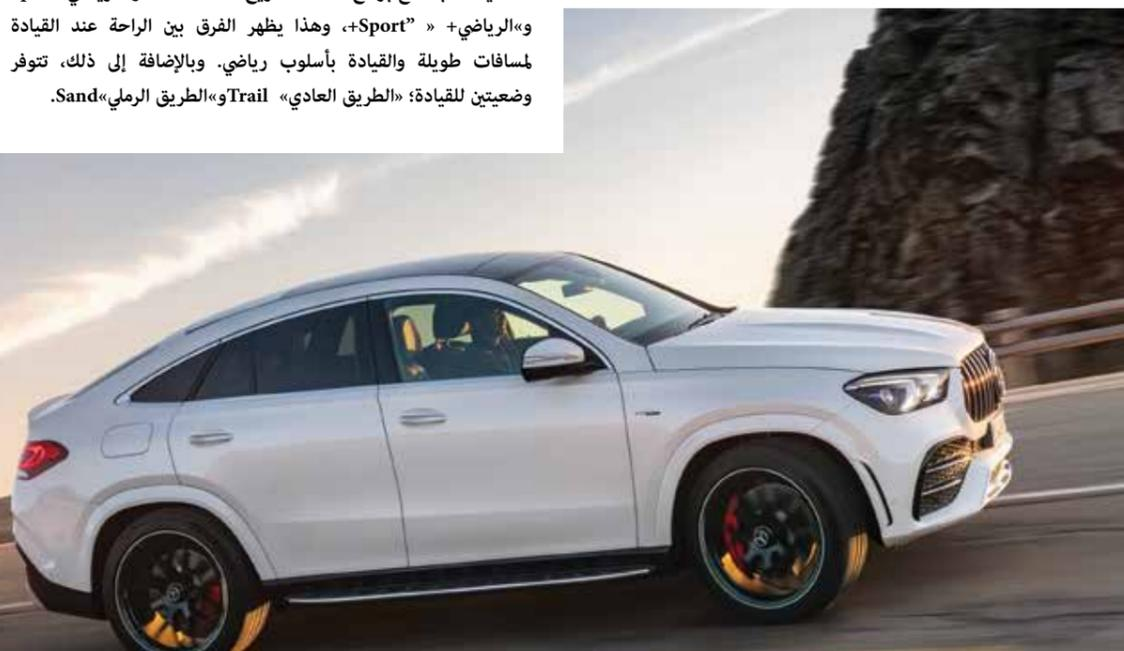 و»الرياضي+ « ”Sport+، وهذا يظهر الفرق بين الراحة عند القيادة
لمسافات طويلة والقيادة بأسلوب رياضي. وبالإضافة إلى ذلك، تتوفر
وضعيتين للقيادة؛ «الطريق العادي» Trail و»الطريق الرملي«Sand.